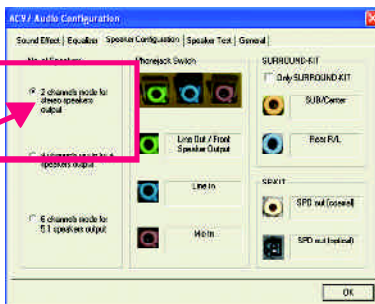 AC97 Audio Configuration
Sound Effect | Equalizer | Speaker Configuration | Speaker Test | General
No. of Speakers
2 channels mode for
stereo speakers
output
speakers output
6 channels mode for
5.1 speakers output
Phonejack Switch
Line Out / Front
Speaker Output
Line In
Mic In
SURROUND-KIT
Only SURROUND-KIT
SUB/Center
Rear R/L
SPKIT
SPD out (coaxial)
SPD out (optical)
OK